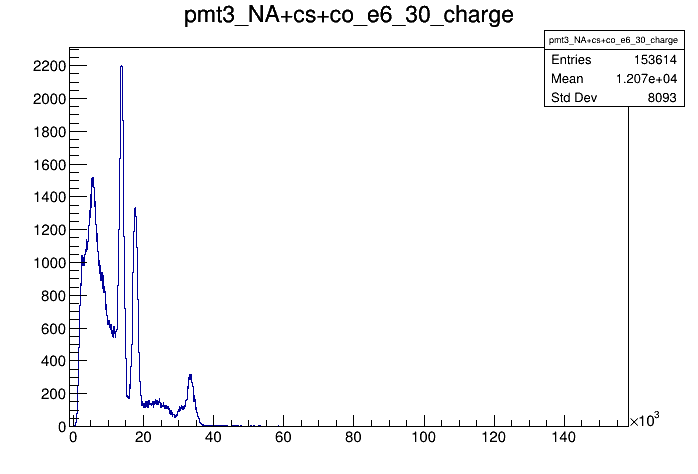 pmt3_NA+cs+co_e6_30_charge
pmt3_NA+cs+co_e6_30_charge
Entries 153614
Mean 1.207e+04
Std Dev 8093
2200
2000
1800
1600
1400
1200
1000
800
600
400
200
0
0 20 40 60 80 100 120 140
×10³